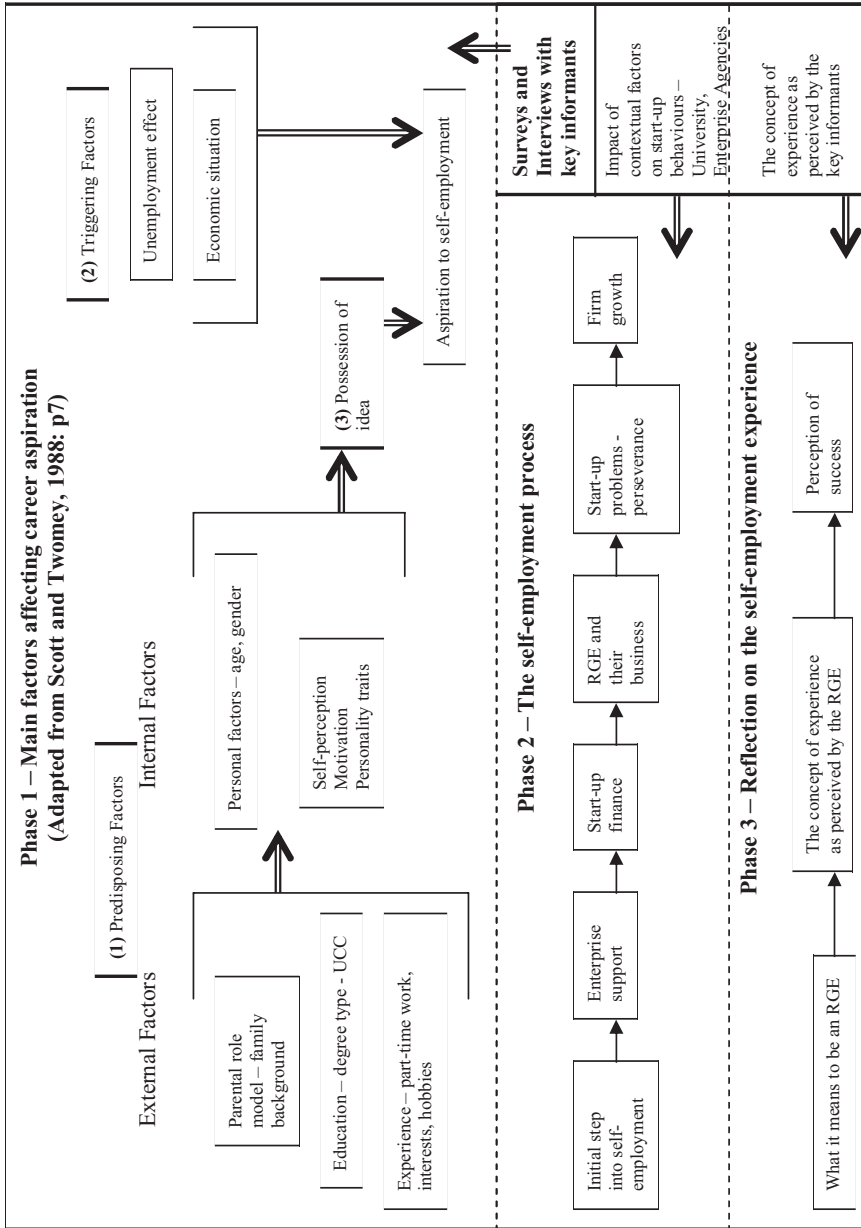 Phase 1 – Main factors affecting career aspiration
(Adapted from Scott and Twomey, 1988: p7)
(1) Predisposing Factors
External Factors
Internal Factors
Parental role
model – family
background
Education – degree type - UCC
Experience – part-time work,
interests, hobbies
Personal factors – age, gender
Self-perception
Motivation
Personality traits
(2) Triggering Factors
Unemployment effect
Economic situation
(3) Possession of
idea
Aspiration to self-employment
Phase 2 – The self-employment process
Initial step
into self-
employment
Enterprise
support
Start-up
finance
RGE and
their
business
Start-up
problems -
perseverance
Firm
growth
Surveys and
Interviews with
key informants
Impact of
contextual factors
on start-up
behaviours –
University,
Enterprise Agencies
Phase 3 – Reflection on the self-employment experience
What it means to be an RGE
The concept of experience
as perceived by the RGE
Perception of
success
The concept of
experience as
perceived by the
key informants